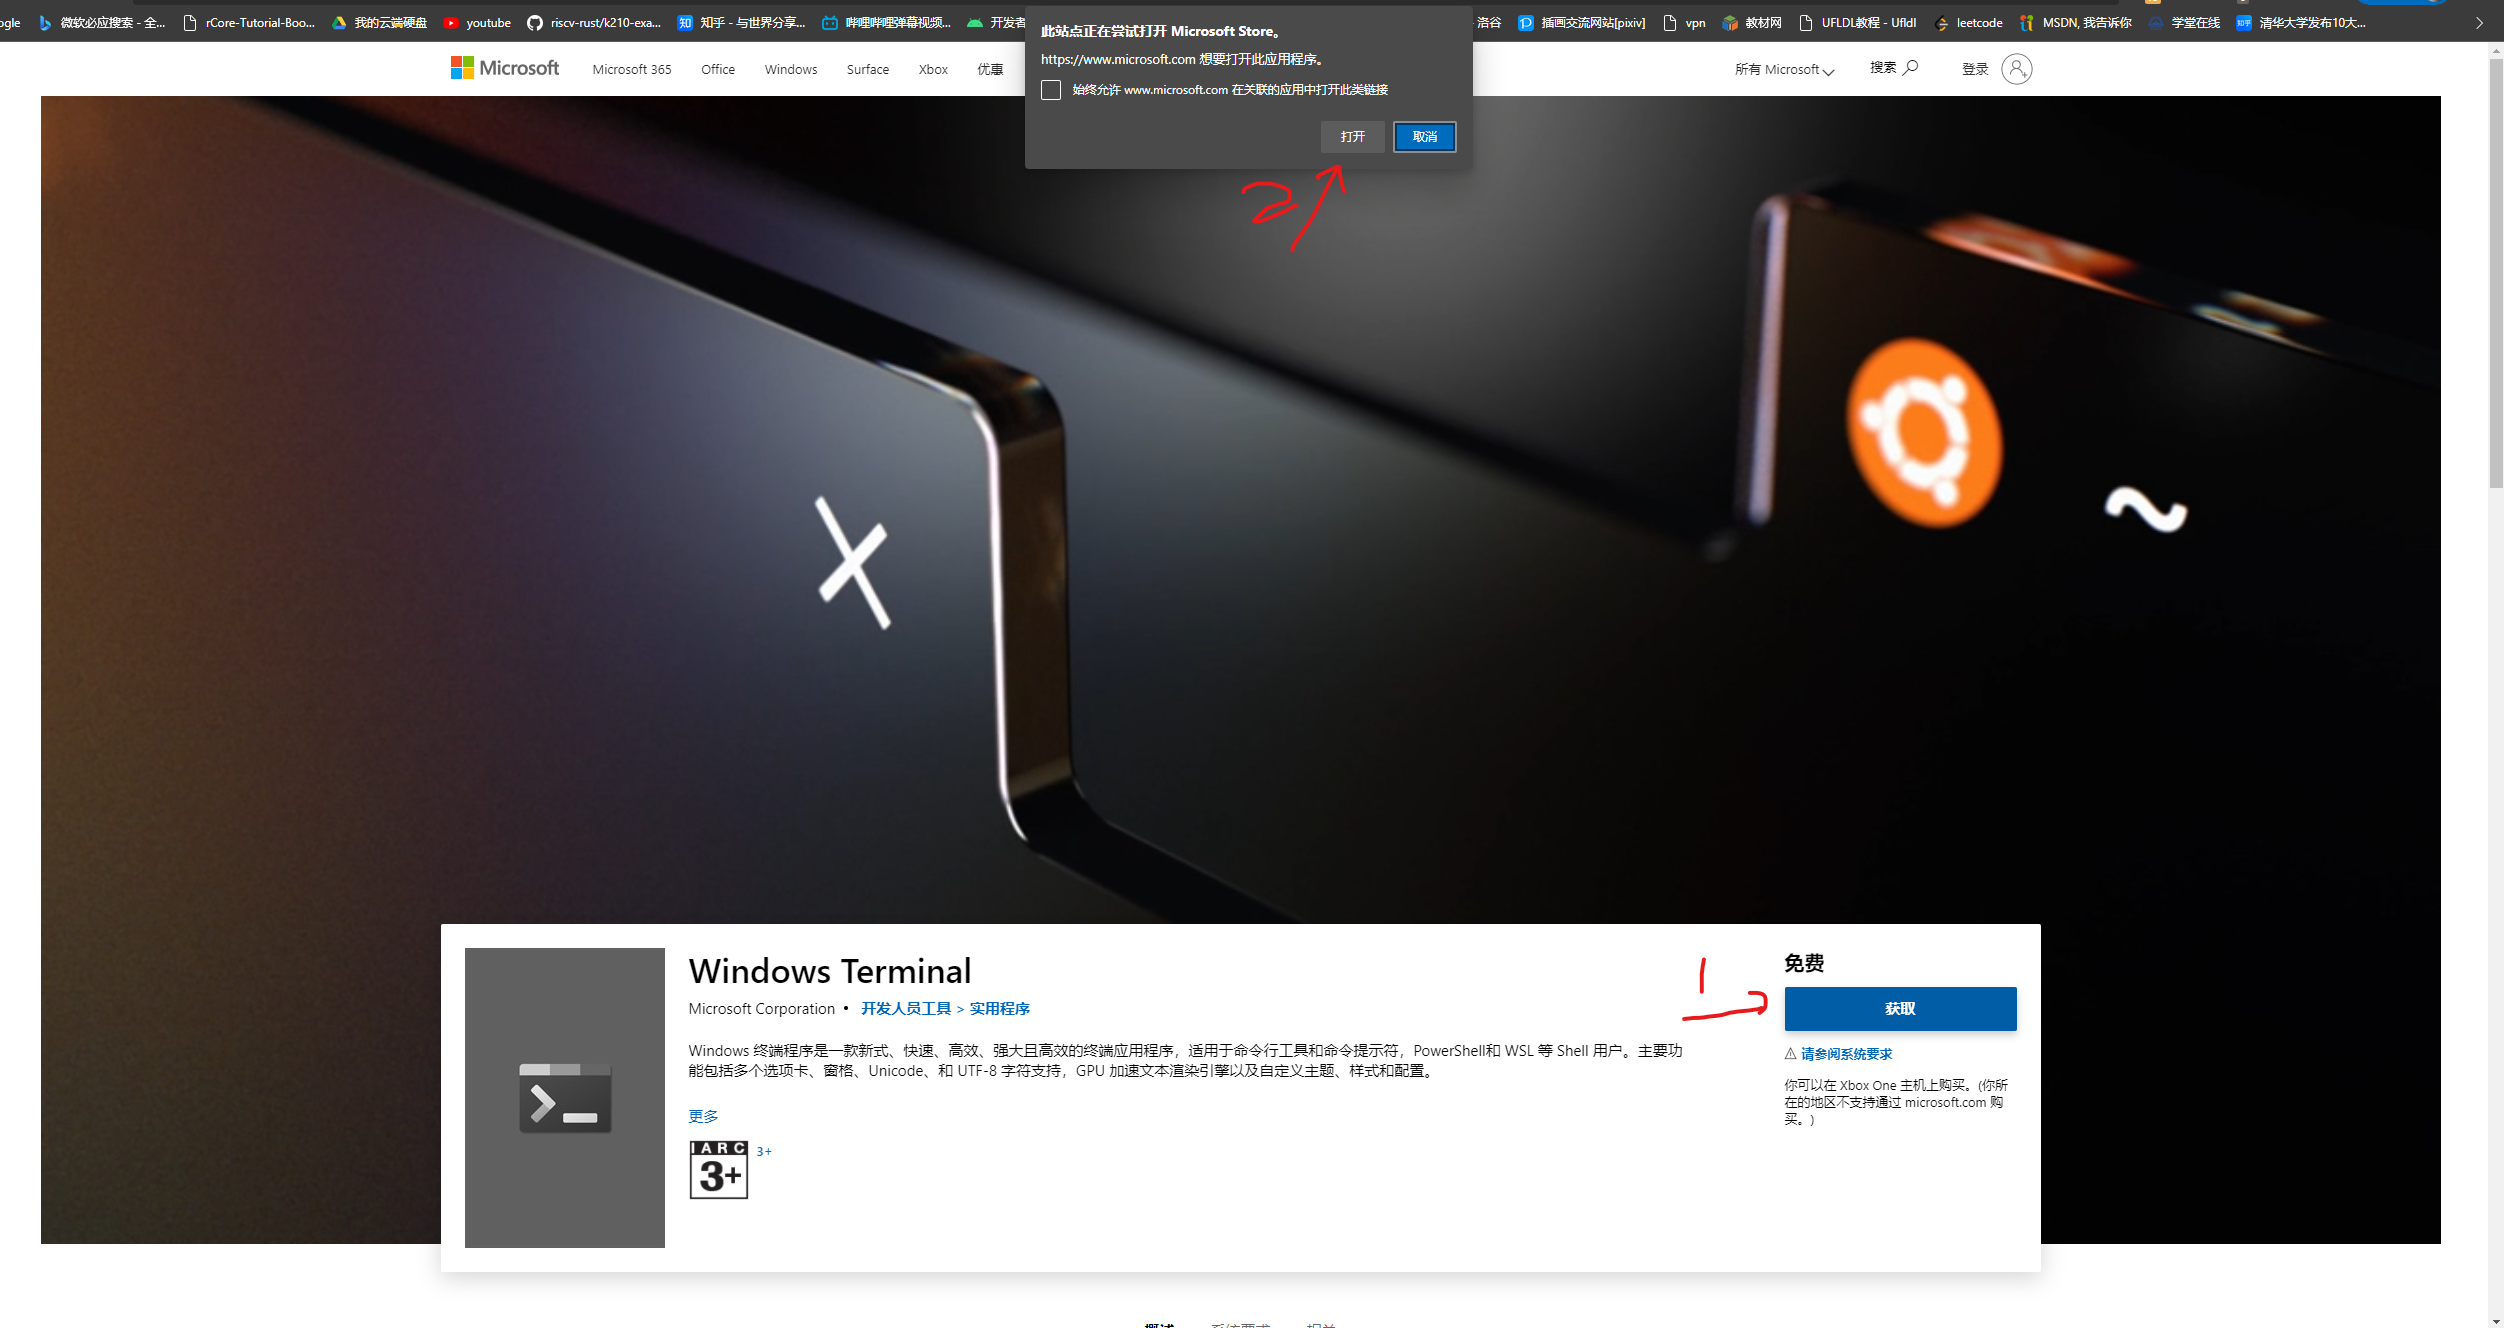 ogle 微软必应搜索 - 全... rCore-Tutorial-Boo... 我的云端硬盘 youtube riscv-rust/k210-exa... 知乎 - 与世界分享... 哔哩哔哩弹幕视频... 开发者 洛谷 插画交流网站[pixiv] vpn 教材网 UFLDL教程 - Ufldl leetcode MSDN, 我告诉你 学堂在线 清华大学发布10大...
此站点正在尝试打开 Microsoft Store。
https://www.microsoft.com 想要打开此应用程序。
始终允许 www.microsoft.com 在关联的应用中打开此类链接
打开 取消
Microsoft Microsoft 365 Office Windows Surface Xbox 优惠 所有 Microsoft 搜索 登录
2
X
~
1
Windows Terminal
Microsoft Corporation • 开发人员工具 > 实用程序
Windows 终端程序是一款新式、快速、高效、强大且高效的终端应用程序，适用于命令行工具和命令提示符，PowerShell和 WSL 等 Shell 用户。主要功
能包括多个选项卡、窗格、Unicode、和 UTF-8 字符支持，GPU 加速文本渲染引擎以及自定义主题、样式和配置。
更多
IARC
3+
3+
免费
获取
请参阅系统要求
你可以在 Xbox One 主机上购买。(你所
在的地区不支持通过 microsoft.com 购
买。)
概述 系统要求 相关